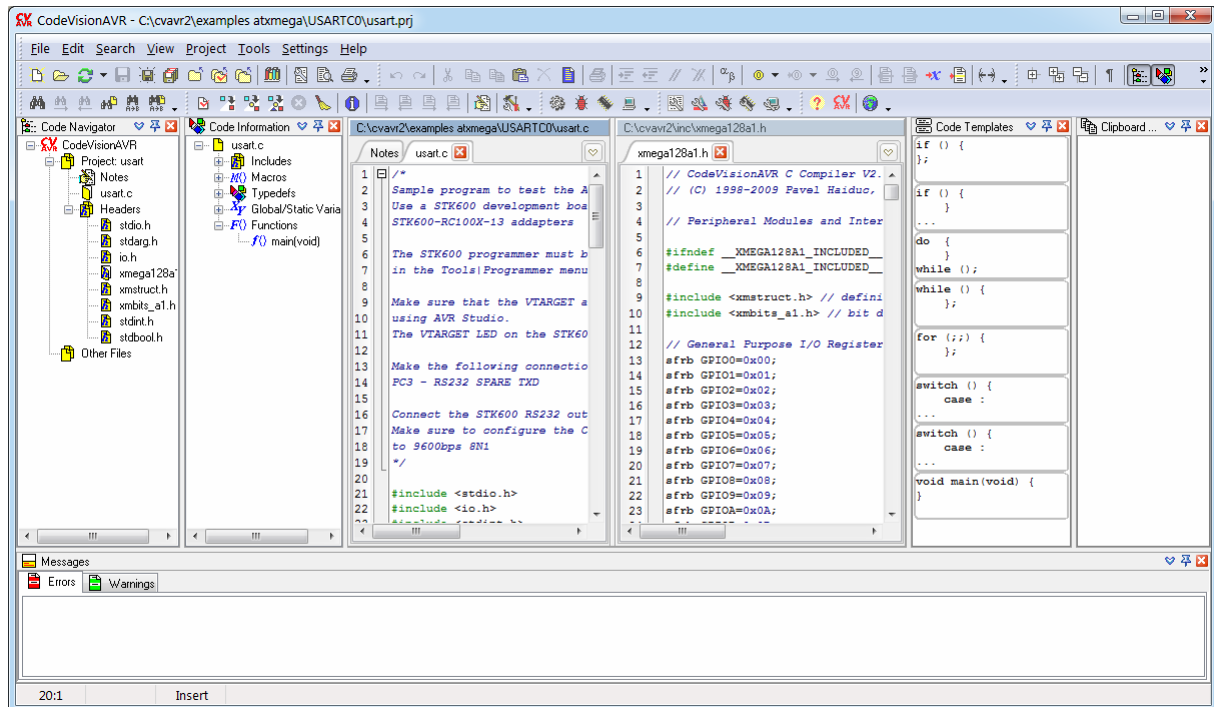 CodeVisionAVR - C:\cvavr2\examples atxmega\USARTC0\usart.prj
File Edit Search View Project Tools Settings Help
Code Navigator
CodeVisionAVR
Project: usart
Notes
usart.c
Headers
stdio.h
stdarg.h
io.h
xmega128a
xmstruct.h
xmbits_a1.h
stdint.h
stdbool.h
Other Files
Code Information
usart.c
Includes
M() Macros
Typedefs
Global/Static Varia
F() Functions
f() main(void)
C:\cvavr2\examples atxmega\USARTC0\usart.c
Notes usart.c
1 /*
2 Sample program to test the A
3 Use a STK600 development boa
4 STK600-RC100X-13 addapters
5
6 The STK600 programmer must b
7 in the Tools|Programmer menu
8
9 Make sure that the VTARGET a
10 using AVR Studio.
11 The VTARGET LED on the STK60
12
13 Make the following connectio
14 PC3 - RS232 SPARE TXD
15
16 Connect the STK600 RS232 out
17 Make sure to configure the C
18 to 9600bps 8N1
19 */
20
21 #include <stdio.h>
22 #include <io.h>
C:\cvavr2\inc\xmega128a1.h
xmega128a1.h
1 // CodeVisionAVR C Compiler V2.
2 // (C) 1998-2009 Pavel Haiduc,
3
4 // Peripheral Modules and Inter
5
6 #ifndef __XMEGA128A1_INCLUDED__
7 #define __XMEGA128A1_INCLUDED__
8
9 #include <xmstruct.h> // defini
10 #include <xmbits_a1.h> // bit d
11
12 // General Purpose I/O Register
13 sfrb GPIO0=0x00;
14 sfrb GPIO1=0x01;
15 sfrb GPIO2=0x02;
16 sfrb GPIO3=0x03;
17 sfrb GPIO4=0x04;
18 sfrb GPIO5=0x05;
19 sfrb GPIO6=0x06;
20 sfrb GPIO7=0x07;
21 sfrb GPIO8=0x08;
22 sfrb GPIO9=0x09;
23 sfrb GPIOA=0x0A;
Code Templates
if () {
};
if () {
...
do {
}
while ();
while () {
};
for (;;) {
};
switch () {
case :
...
switch () {
case :
...
void main(void) {
}
Clipboard ...
Messages
Errors Warnings
20:1 Insert